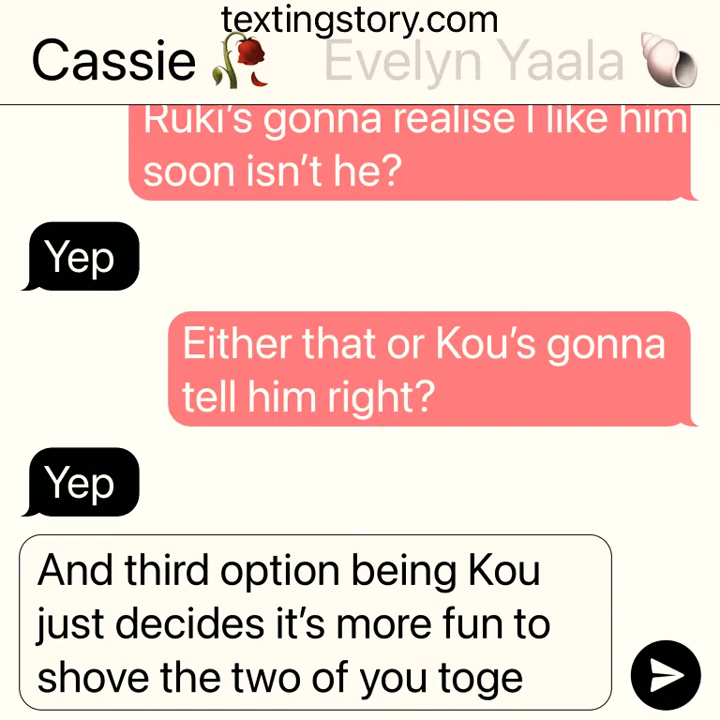 textingstory.com
Cassie 🥀 Evelyn Yaala 🐚
Ruki’s gonna realise I like him
soon isn’t he?
Yep
Either that or Kou’s gonna
tell him right?
Yep
And third option being Kou
just decides it’s more fun to
shove the two of you toge